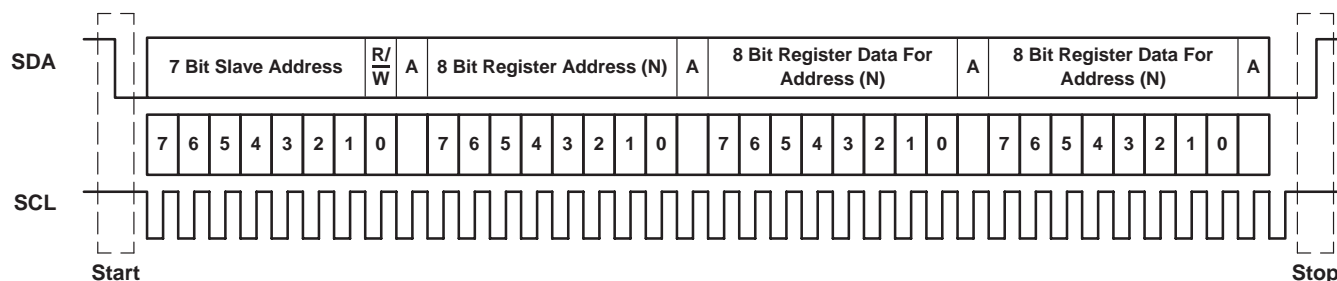 SDA
7 Bit Slave Address
R/
W
A
8 Bit Register Address (N)
A
8 Bit Register Data For
Address (N)
A
8 Bit Register Data For
Address (N)
A
7 6 5 4 3 2 1 0 7 6 5 4 3 2 1 0 7 6 5 4 3 2 1 0 7 6 5 4 3 2 1 0
SCL
Start
Stop